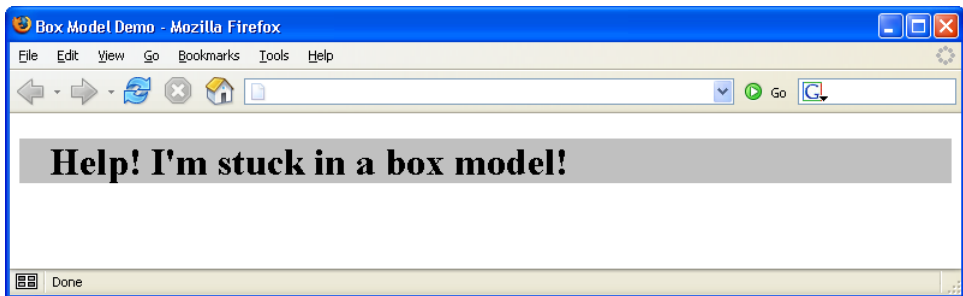 Box Model Demo - Mozilla Firefox
File Edit View Go Bookmarks Tools Help
Go G
Help! I'm stuck in a box model!
Done